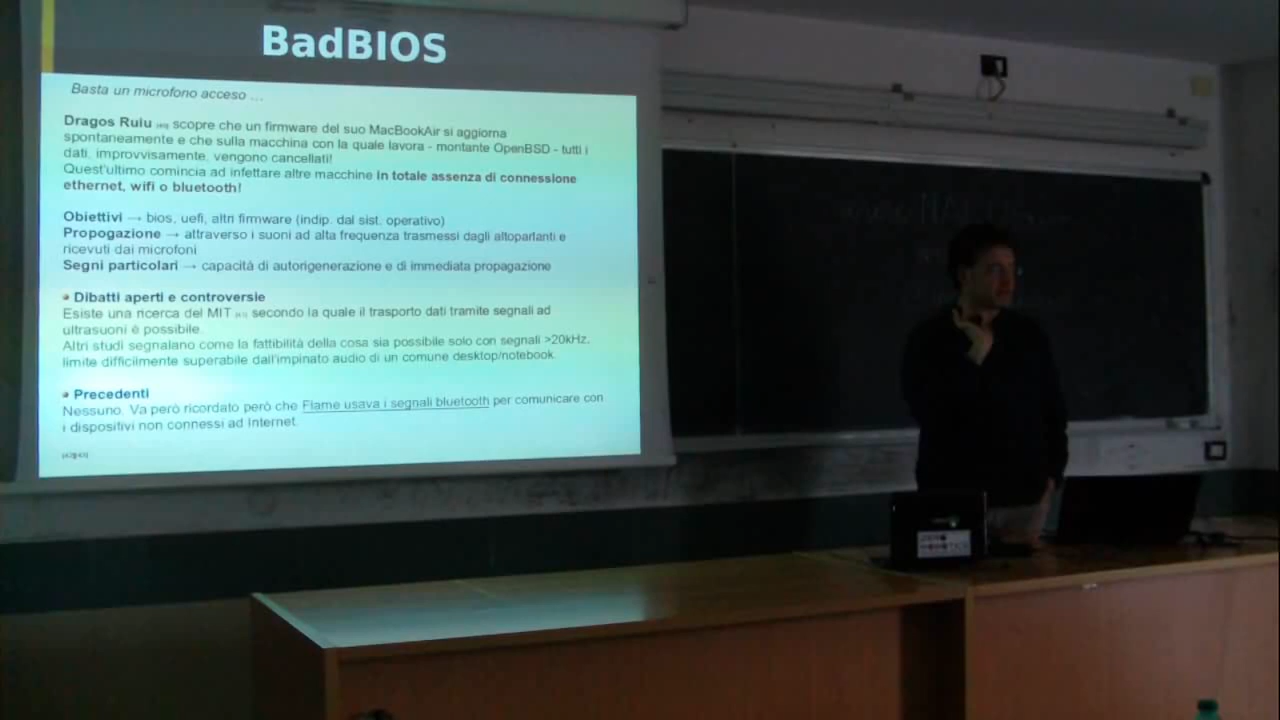 BadBIOS
Basta un microfono acceso ...
Dragos Ruiu scopre che un firmware del suo MacBookAir si aggiorna
spontaneamente e che sulla macchina con la quale lavora - montante OpenBSD - tutti i
dati, improvvisamente, vengono cancellati!
Quest'ultimo comincia ad infettare altre macchine in totale assenza di connessione
ethernet, wifi o bluetooth!
Obiettivi → bios, uefi, altri firmware (indip. dal sist. operativo)
Propogazione → attraverso i suoni ad alta frequenza trasmessi dagli altoparlanti e
ricevuti dai microfoni
Segni particolari → capacità di autorigenerazione e di immediata propagazione
Dibatti aperti e controversie
Esiste una ricerca del MIT secondo la quale il trasporto dati tramite segnali ad
ultrasuoni è possibile.
Altri studi segnalano come la fattibilità della cosa sia possibile solo con segnali >20kHz,
limite difficilmente superabile dall'impinato audio di un comune desktop/notebook.
Precedenti
Nessuno. Va però ricordato però che Flame usava i segnali bluetooth per comunicare con
i dispositivi non connessi ad Internet.